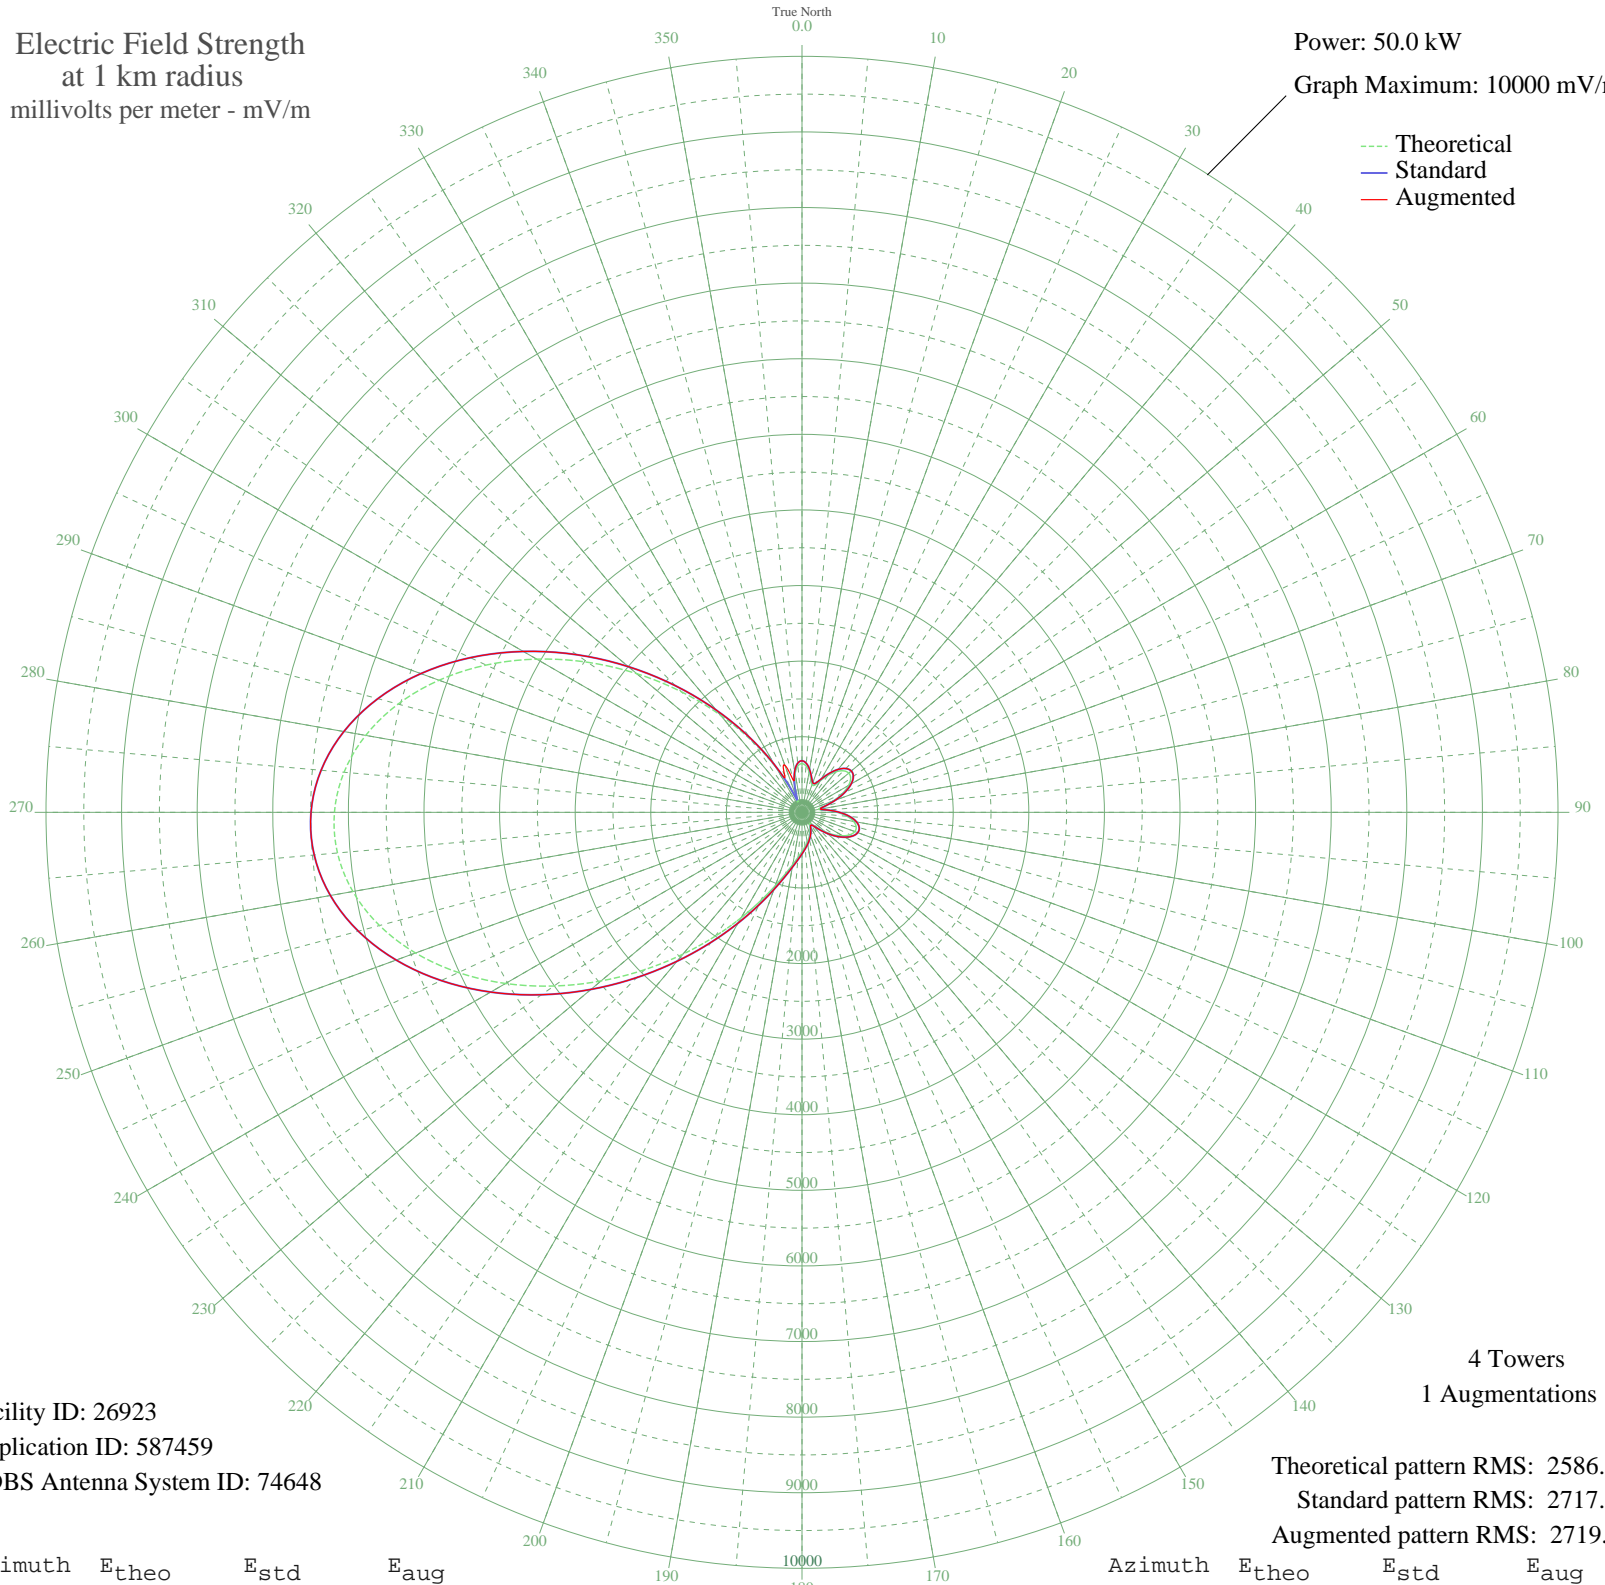 True North
Electric Field Strength
at 1 km radius
millivolts per meter - mV/m
Power: 50.0 kW
Graph Maximum: 10000 mV/
Theoretical
Standard
Augmented
0.0
10
20
30
40
50
60
70
80
90
100
110
120
130
140
150
160
170
190
200
210
220
230
240
250
260
270
280
290
300
310
320
330
340
350
2000
3000
4000
5000
6000
7000
8000
9000
10000
4 Towers
1 Augmentations
cility ID: 26923
plication ID: 587459
DBS Antenna System ID: 74648
Theoretical pattern RMS: 2586.
Standard pattern RMS: 2717.
Augmented pattern RMS: 2719.
imuth Etheo Estd Eaug Azimuth Etheo Estd Eaug